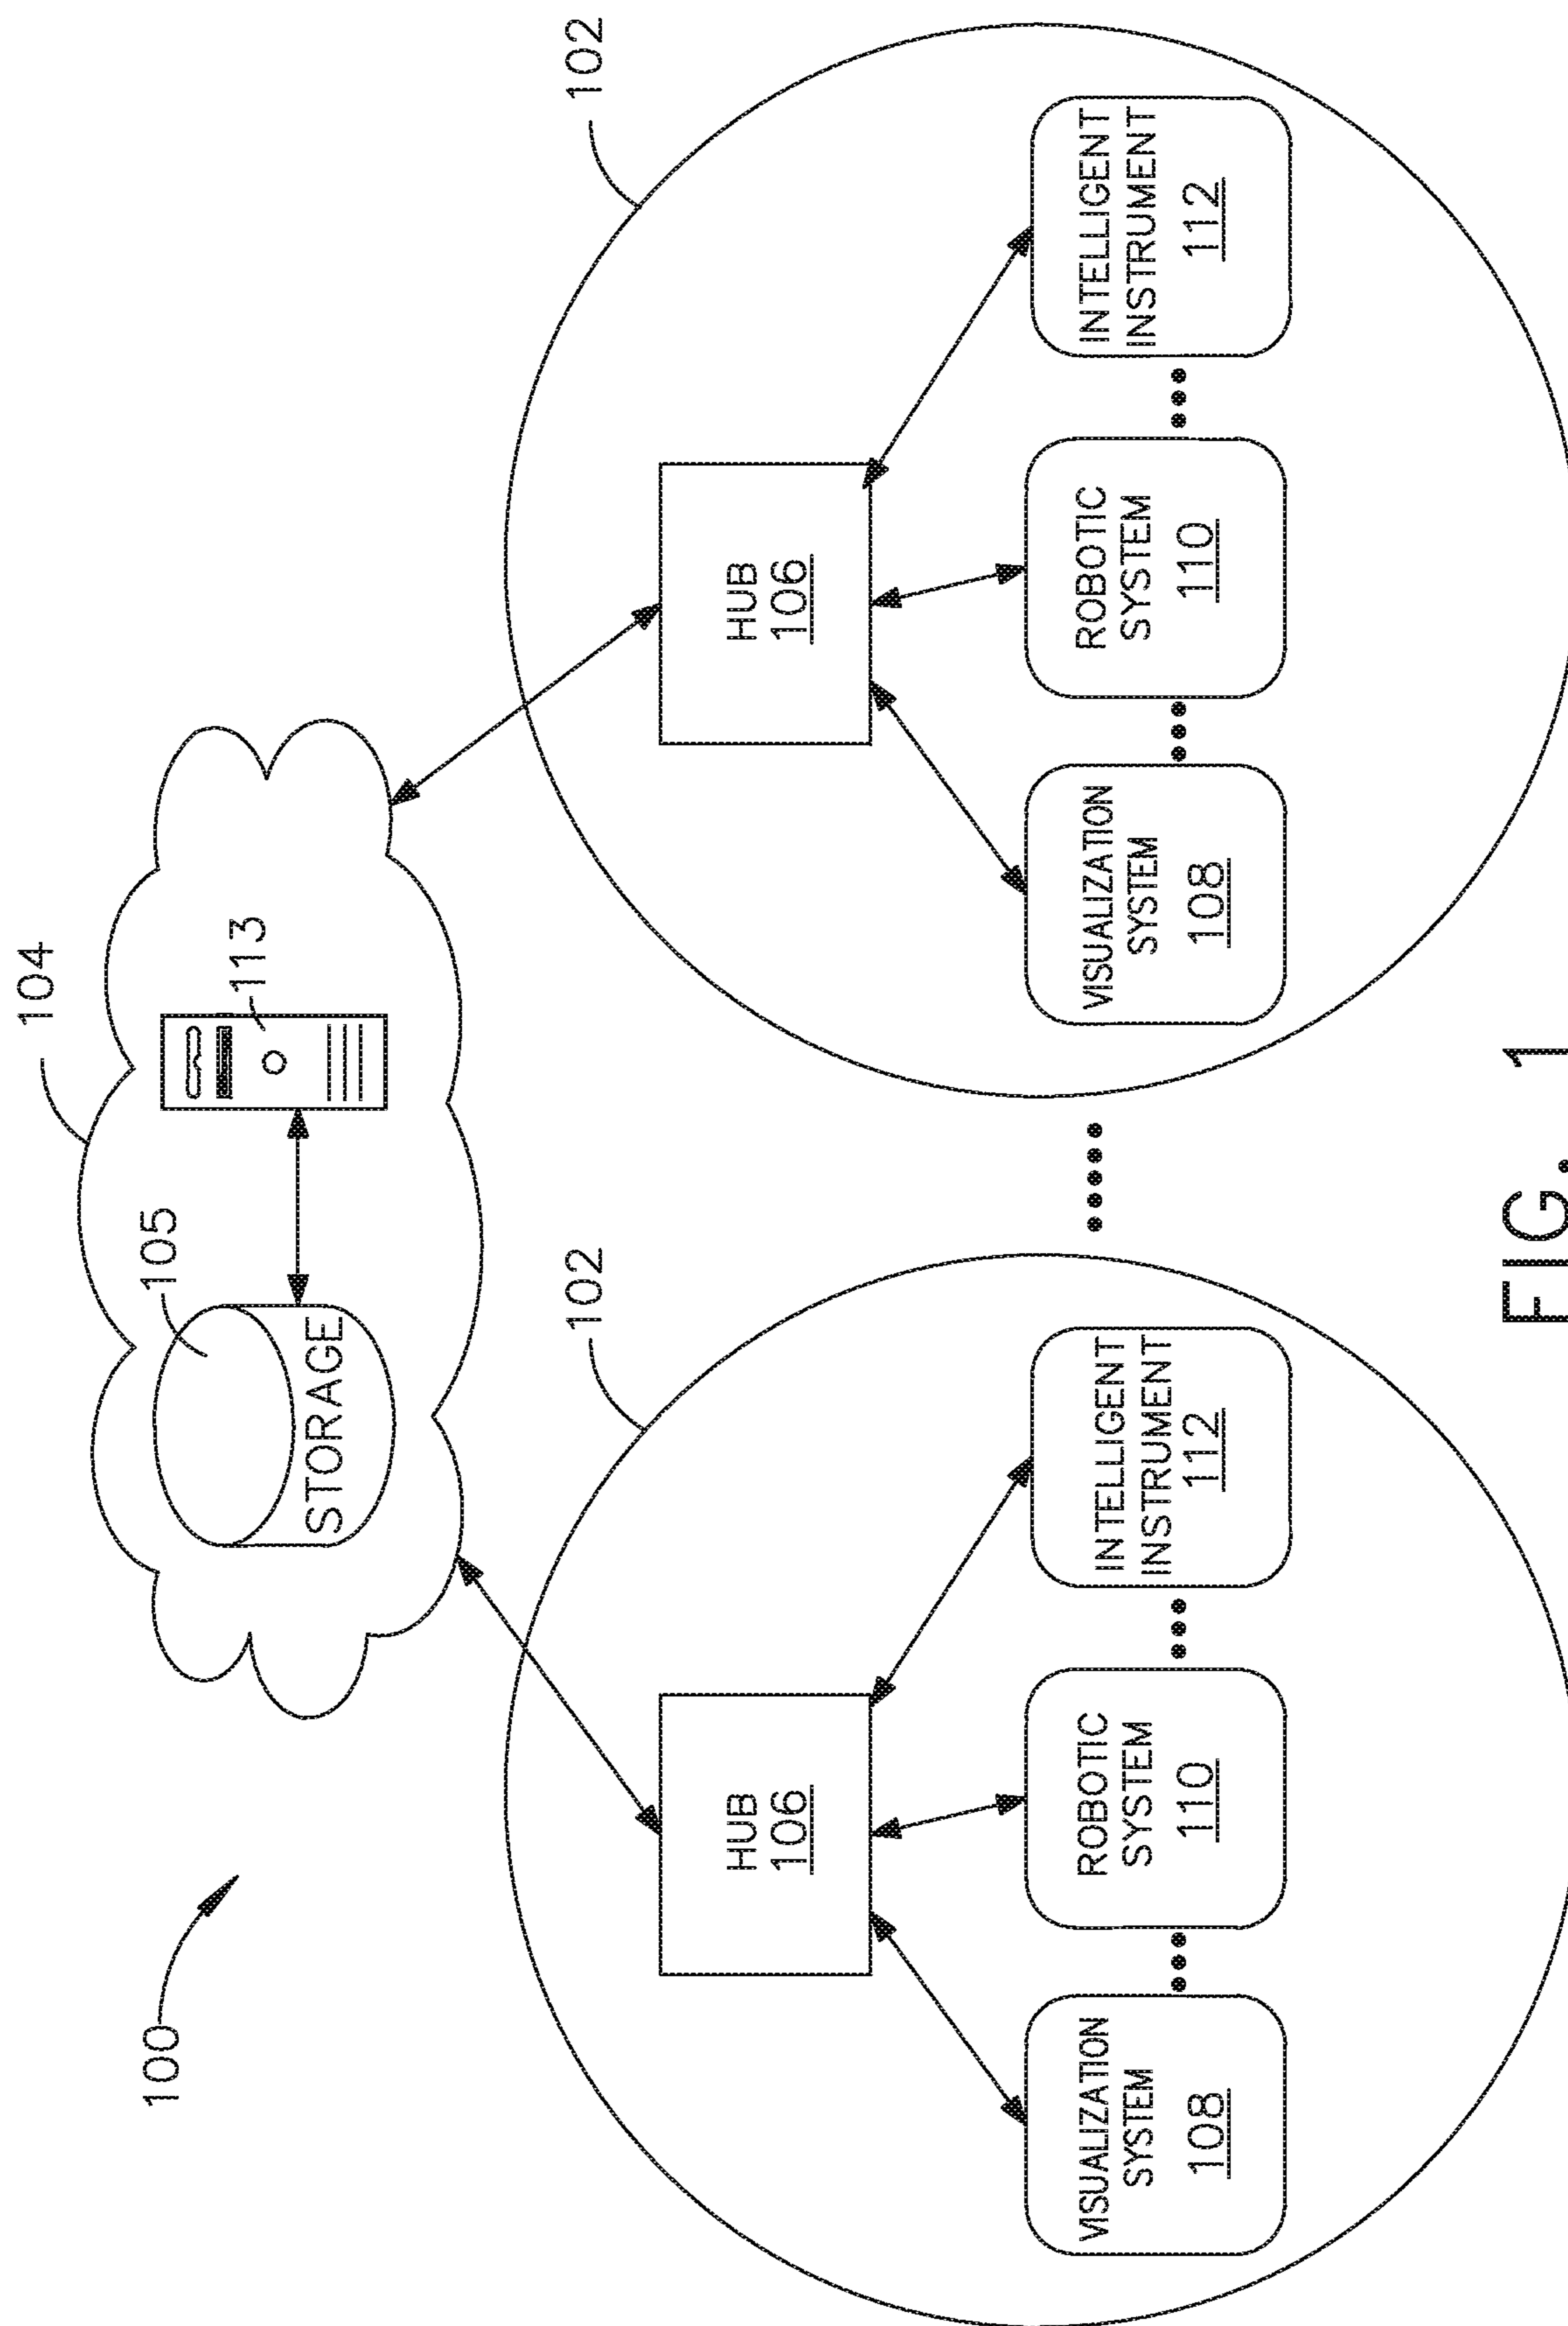 100
104
105
STORAGE
113
102
HUB
106
VISUALIZATION
SYSTEM
108
ROBOTIC
SYSTEM
110
INTELLIGENT
INSTRUMENT
112
102
HUB
106
VISUALIZATION
SYSTEM
108
ROBOTIC
SYSTEM
110
INTELLIGENT
INSTRUMENT
112
FIG. 1